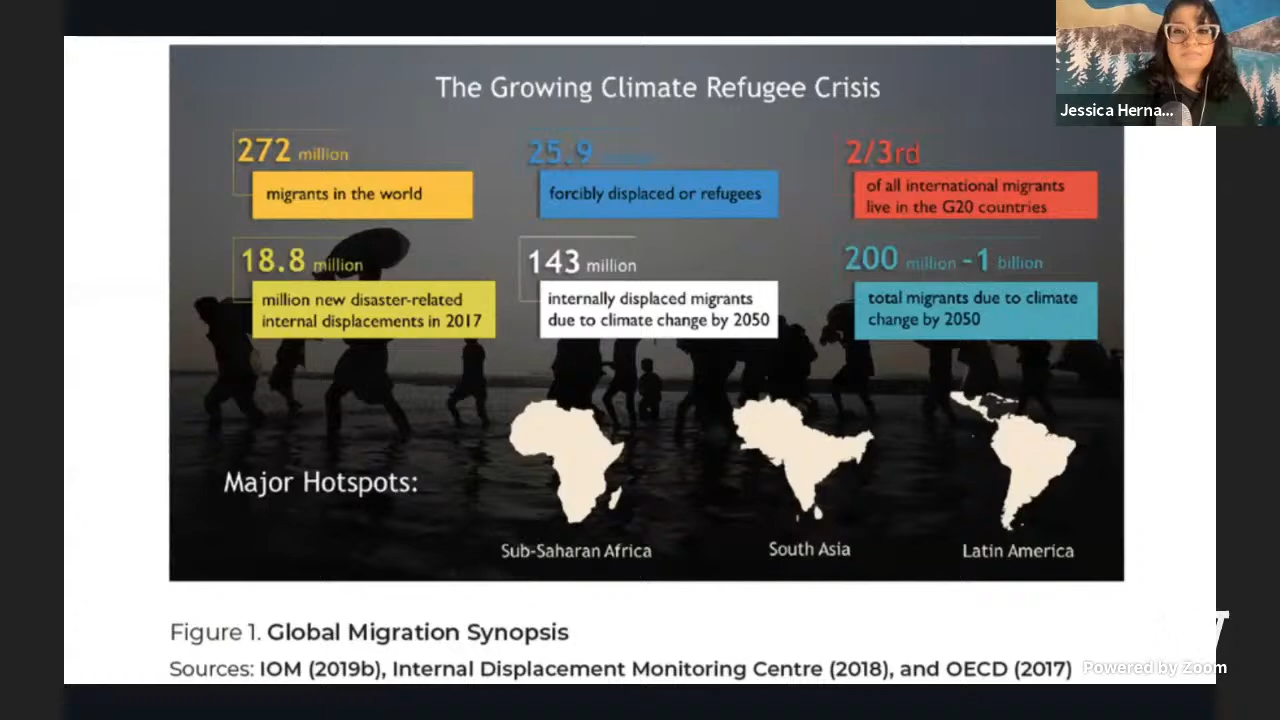 The Growing Climate Refugee Crisis
Jessica Herna...
272 million
migrants in the world
25.9
forcibly displaced or refugees
2/3rd
of all international migrants
live in the G20 countries
18.8 million
million new disaster-related
internal displacements in 2017
143 million
internally displaced migrants
due to climate change by 2050
200 million - 1 billion
total migrants due to climate
change by 2050
Major Hotspots:
Sub-Saharan Africa
South Asia
Latin America
Figure 1. Global Migration Synopsis
Sources: IOM (2019b), Internal Displacement Monitoring Centre (2018), and OECD (2017)
Powered by Zoom